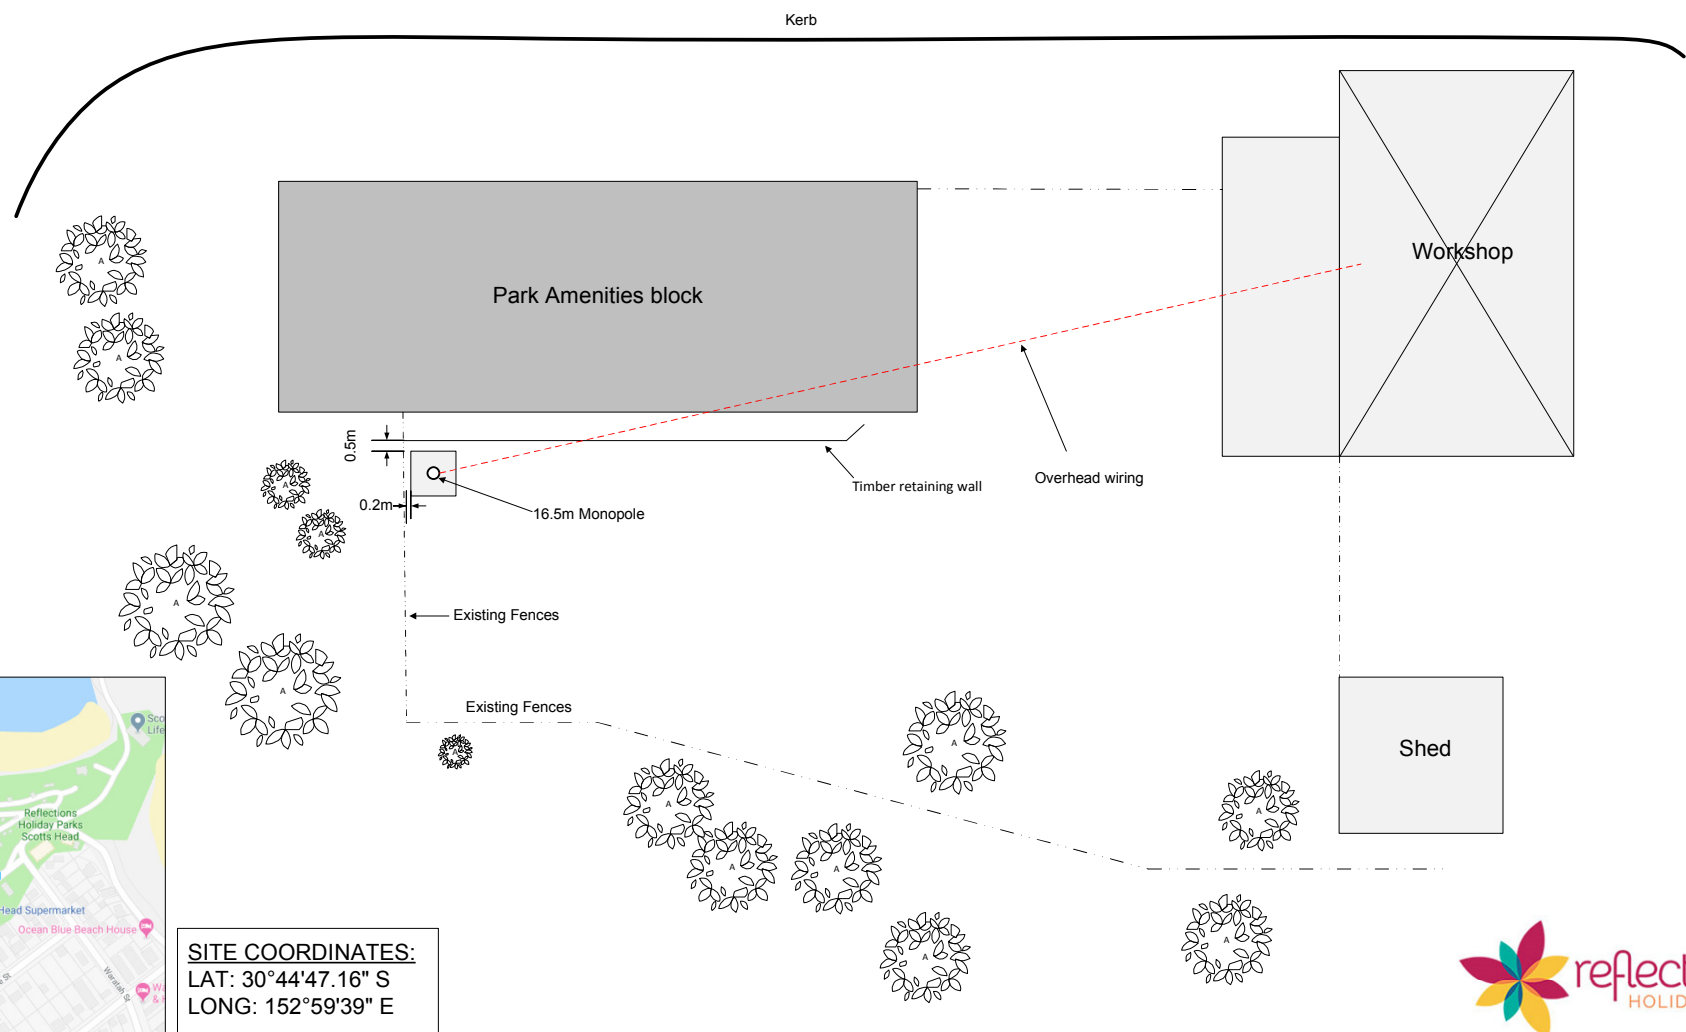 Kerb
Workshop
Park Amenities block
0.5m
Timber retaining wall
Overhead wiring
0.2m
16.5m Monopole
Existing Fences
Existing Fences
Shed
A
A
A
A
A
A
A
A
A
A
A
A
A
A
Reflections
Holiday Parks
Scotts Head
Head Supermarket
Ocean Blue Beach House
Waratah St
SITE COORDINATES:
LAT: 30°44'47.16" S
LONG: 152°59'39" E
reflect
HOLID